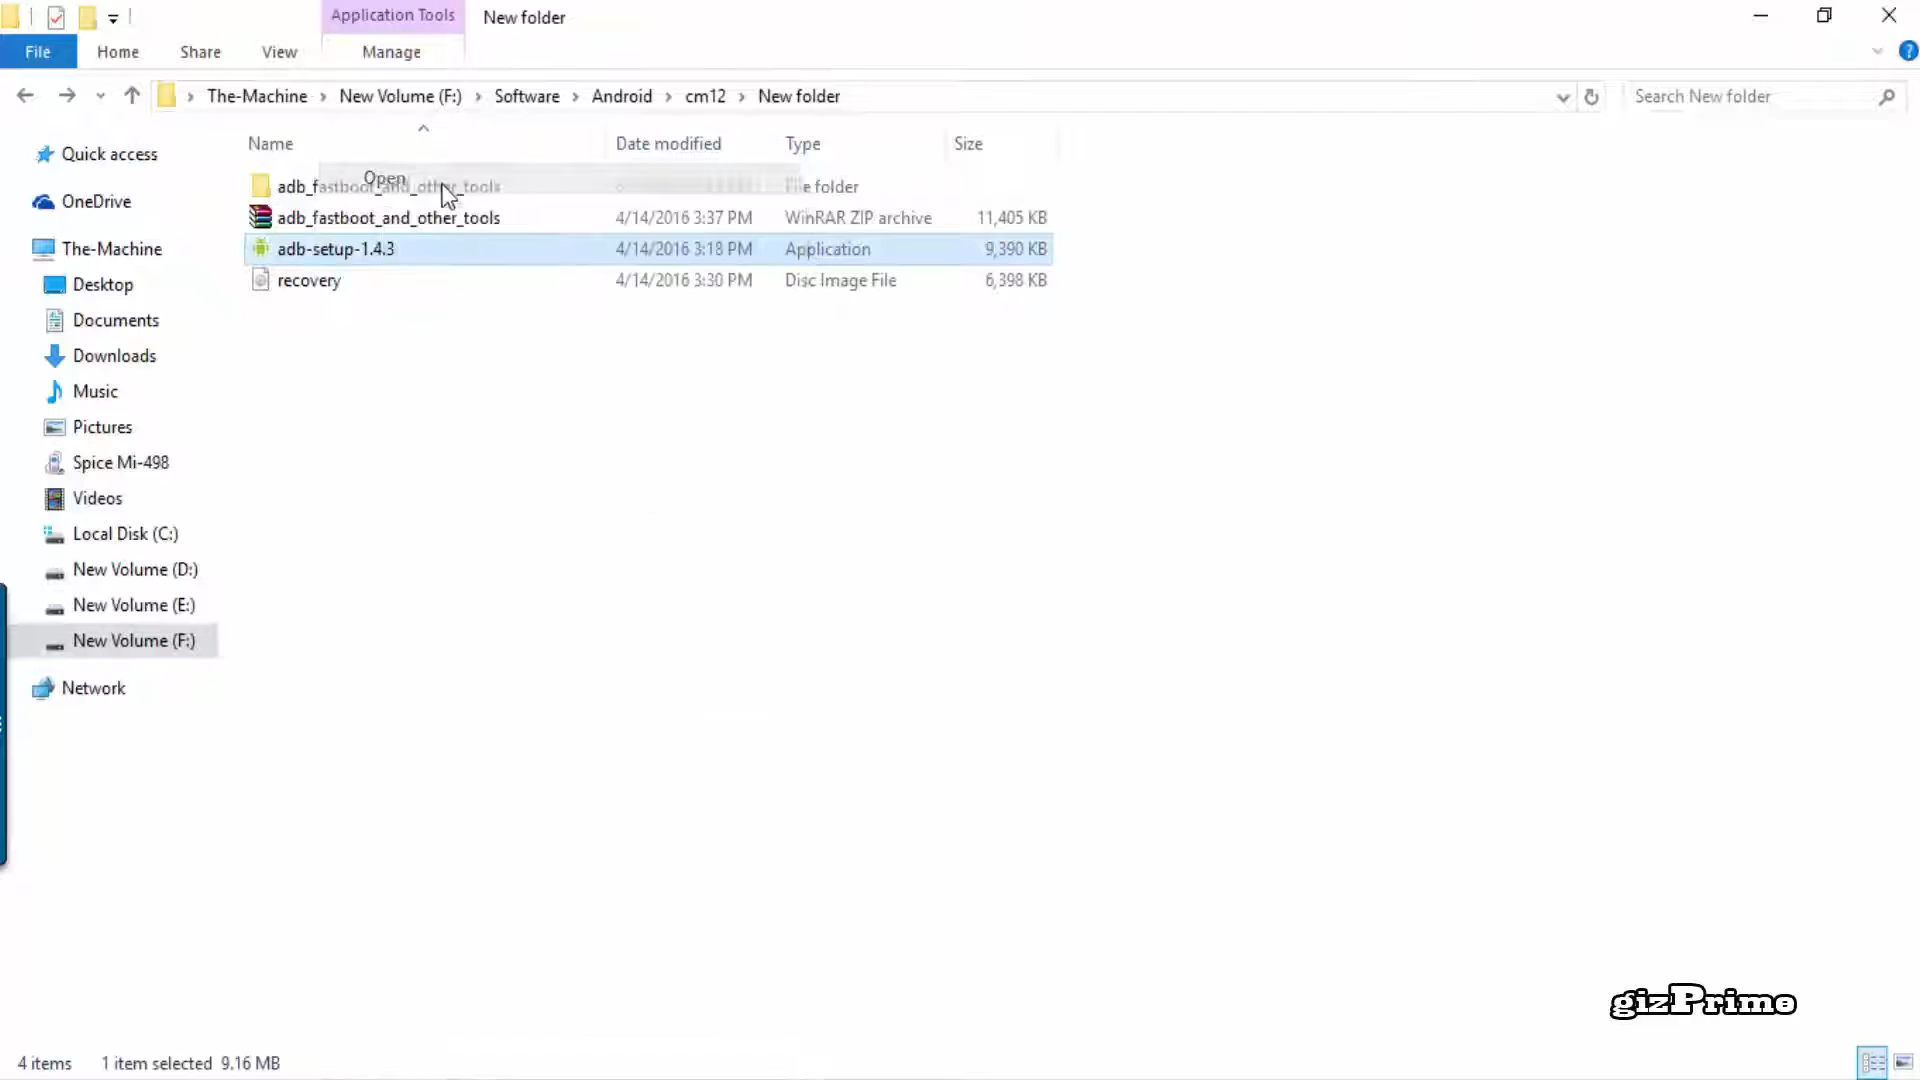 Application Tools
New folder
File
Home
Share
View
Manage
The-Machine
New Volume (F:)
Software
Android
cm12
New folder
Search New folder
Name
Date modified
Type
Size
Quick access
OneDrive
The-Machine
Desktop
Documents
Downloads
Music
Pictures
Spice Mi-498
Videos
Local Disk (C:)
New Volume (D:)
New Volume (E:)
New Volume (F:)
Network
Open
adb_fastboot_and_other_tools
File folder
adb_fastboot_and_other_tools 4/14/2016 3:37 PM WinRAR ZIP archive 11,405 KB
adb-setup-1.4.3 4/14/2016 3:18 PM Application 9,390 KB
recovery 4/14/2016 3:30 PM Disc Image File 6,398 KB
gizPrime
4 items 1 item selected 9.16 MB